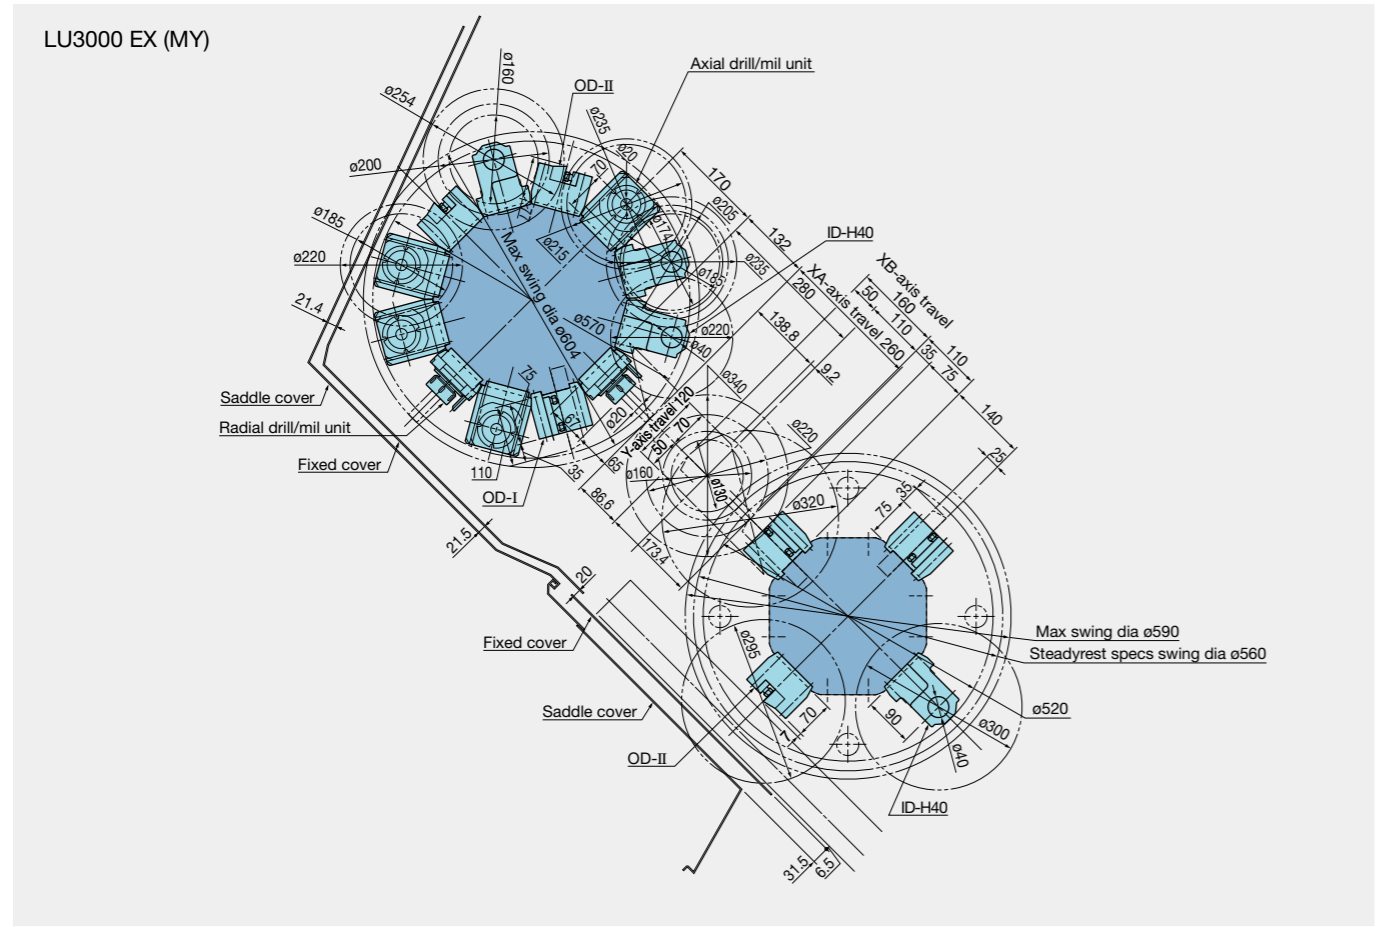 LU3000 EX (MY)
ø160
Axial drill/mil unit
OD-II
ø254
ø235
ø20
70
ø200
170
ø205
132
ID-H40
ø185
ø174
ø215
ø220
ø235
XB-axis travel
280
XA-axis travel 260
160
50
110
Max swing dia ø604
21.4
138.8
ø570
ø220
ø40
35
110
75
9.2
75
ø340
Saddle cover
ø20
Y-axis travel 120
140
Radial drill/mil unit
70
50
ø220
65
Fixed cover
110
35
ø160
25
OD-I
ø130
86.6
ø320
35
75
21.5
173.4
20
Max swing dia ø590
Fixed cover
ø295
Steadyrest specs swing dia ø560
Saddle cover
70
7
90
ø520
ø300
OD-II
ø40
ID-H40
31.5
6.5